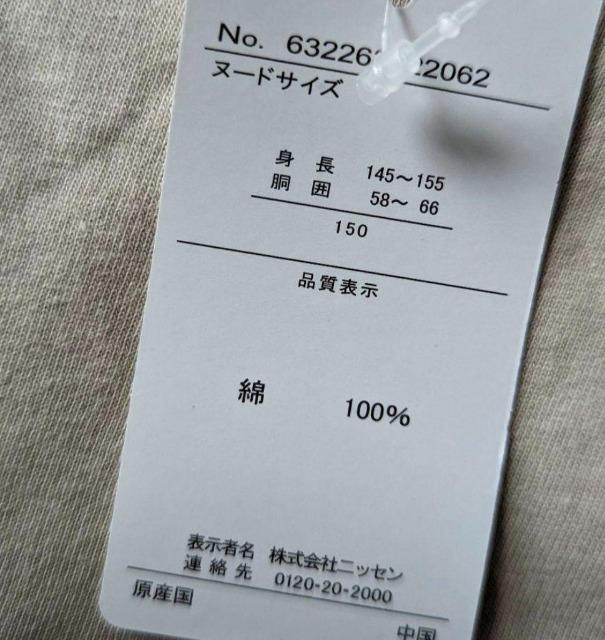 No. 63226 22062
ヌードサイズ
身長 145～155
胴囲 58～ 66
150
品質表示
綿 100%
表示者名 株式会社ニッセン
連絡先 0120-20-2000
原産国 中国